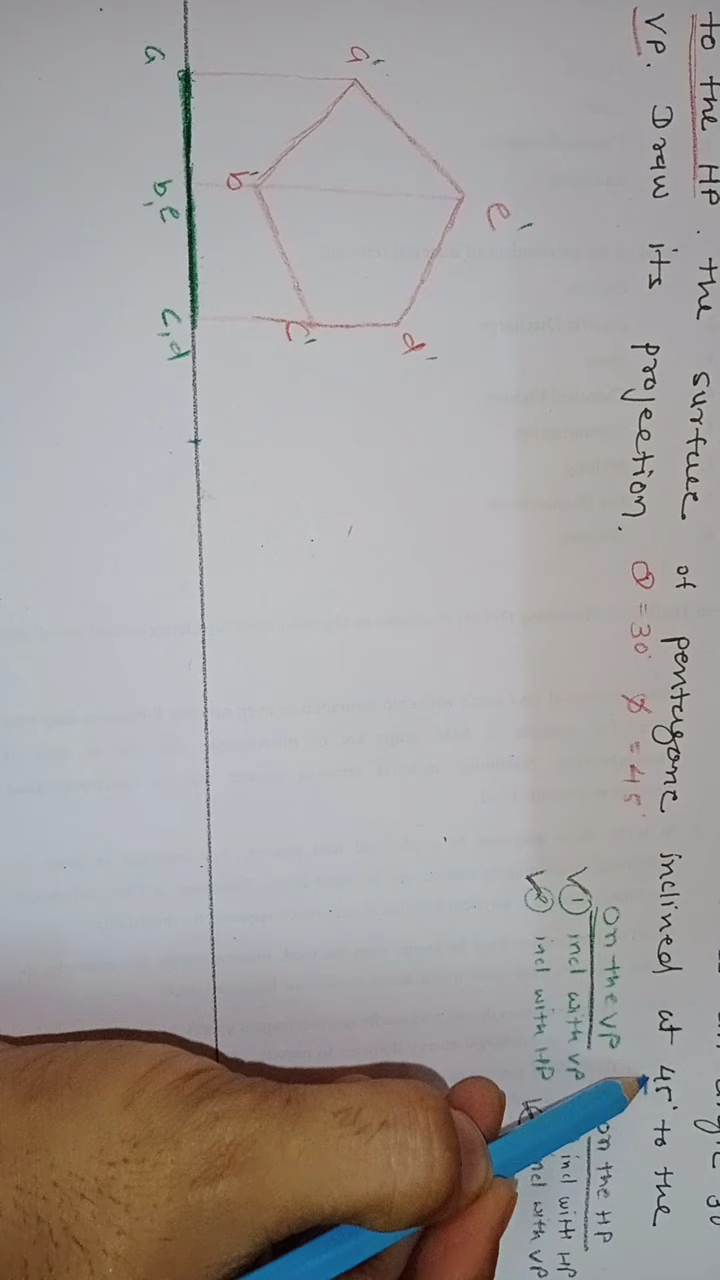 angle 30
to the HP. the surface of pentagone inclined at 45° to the
VP. Draw its projection. θ = 30° ø = 45°
on the VP
① incl with VP
② incl with HP
on the HP
incl with HP
incl with VP
a'
b'
e'
c'
d'
a
b,e
c,d